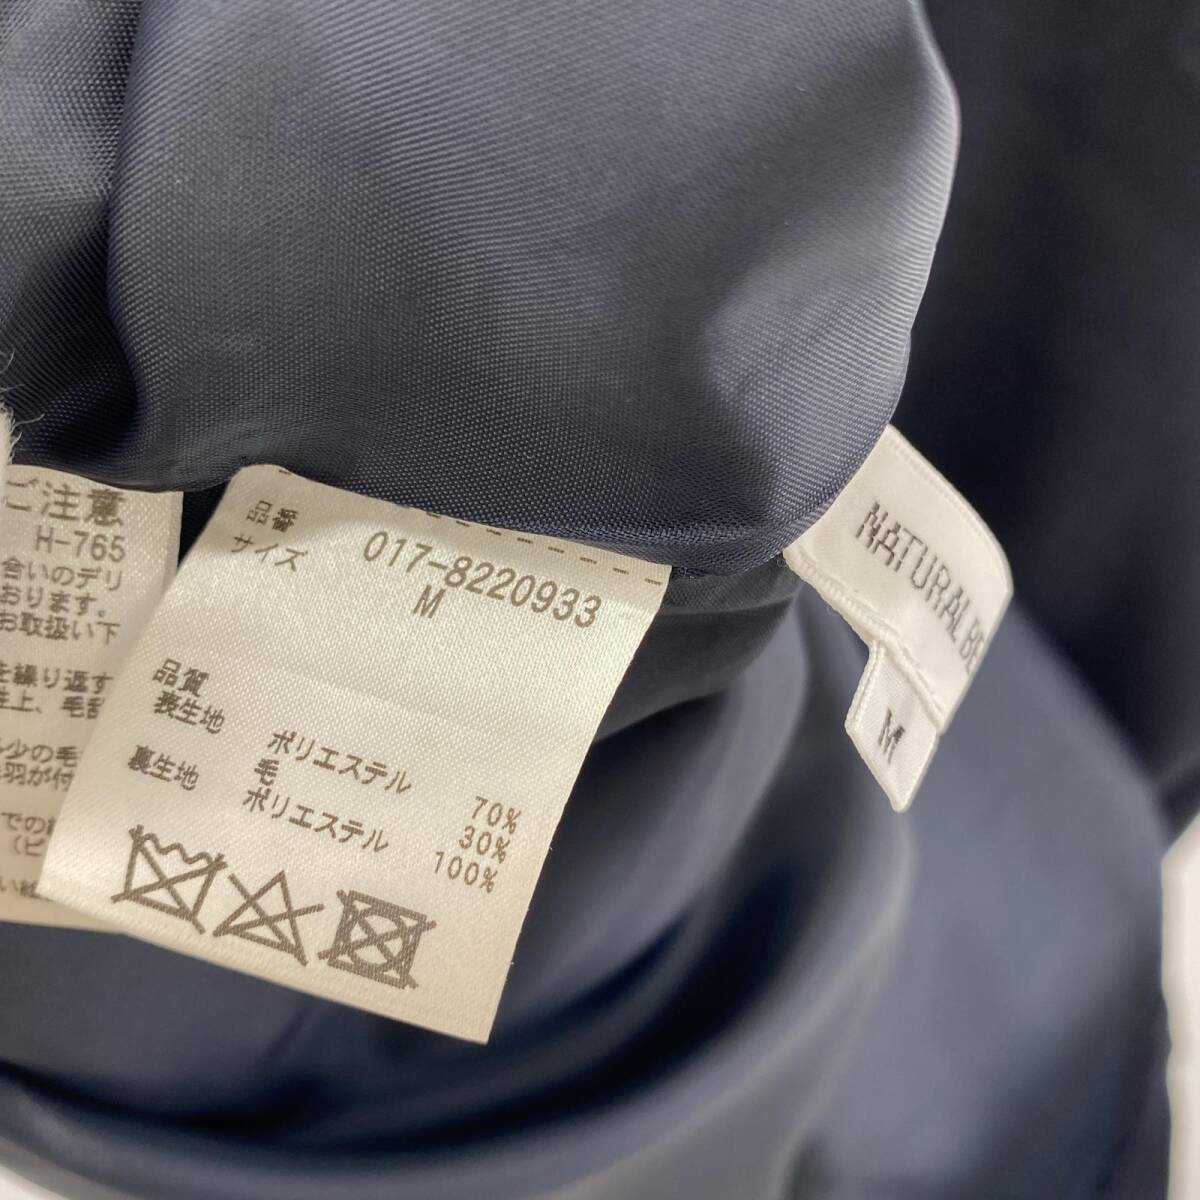 ご注意
H-765
合いのデリ
おります。
お取扱い下
を繰り返す
性上、毛
少の毛
羽が付
での
品番 017-8220933
サイズ M
品質
表生地
ポリエステル 70%
毛 30%
裏生地
ポリエステル 100%
NATURAL BE
M